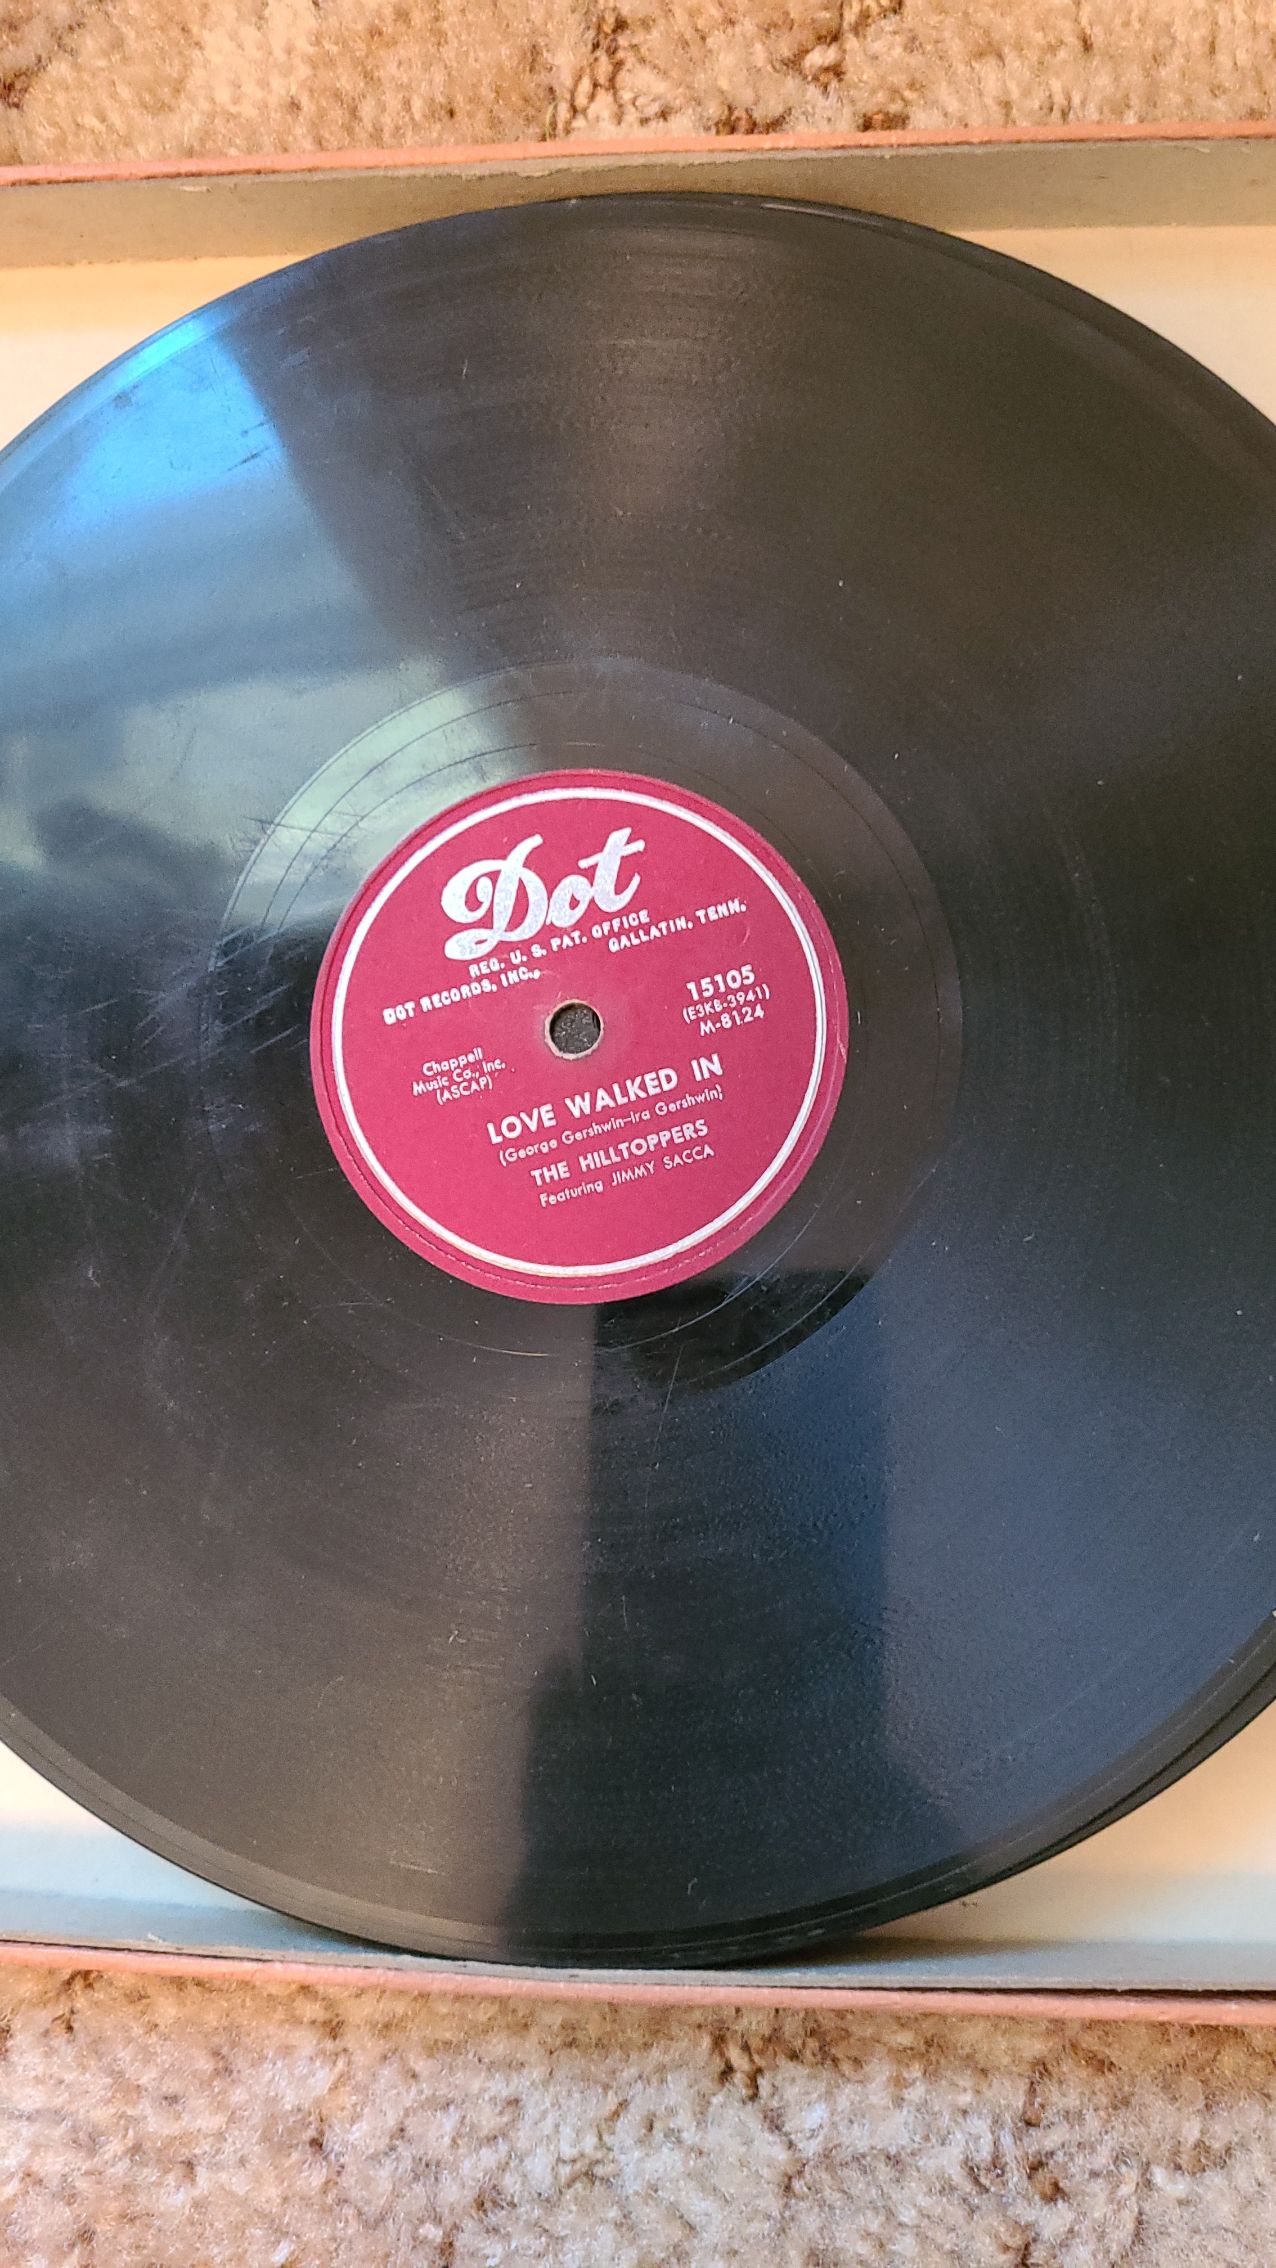 Dot
REG. U. S. PAT. OFFICE
DOT RECORDS, INC., GALLATIN, TENN.
15105
(E3KB-3941)
M-8124
Chappell
Music Co., Inc.
(ASCAP)
LOVE WALKED IN
(George Gershwin-Ira Gershwin)
THE HILLTOPPERS
Featuring JIMMY SACCA